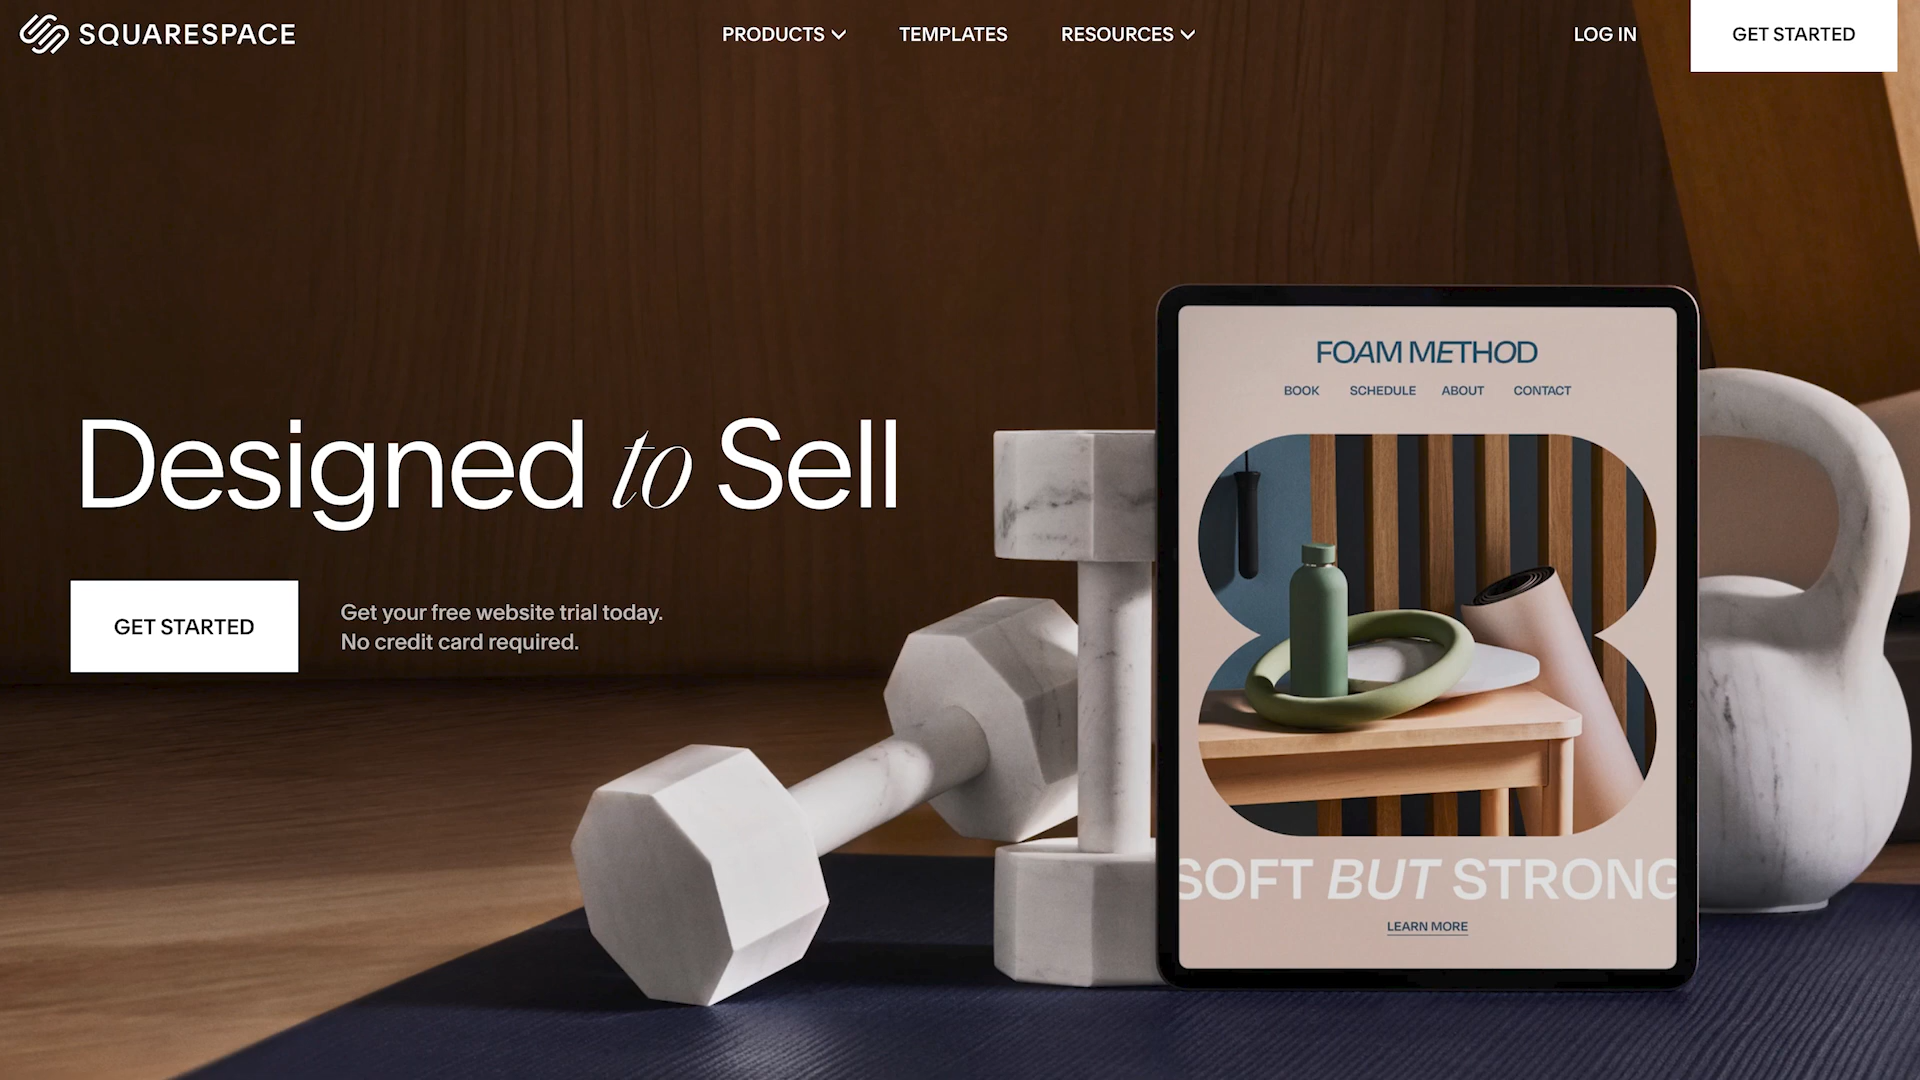 SQUARESPACE
PRODUCTS
TEMPLATES
RESOURCES
LOG IN
GET STARTED
Designed to Sell
GET STARTED
Get your free website trial today.
No credit card required.
FOAM METHOD
BOOK SCHEDULE ABOUT CONTACT
SOFT BUT STRONG
LEARN MORE